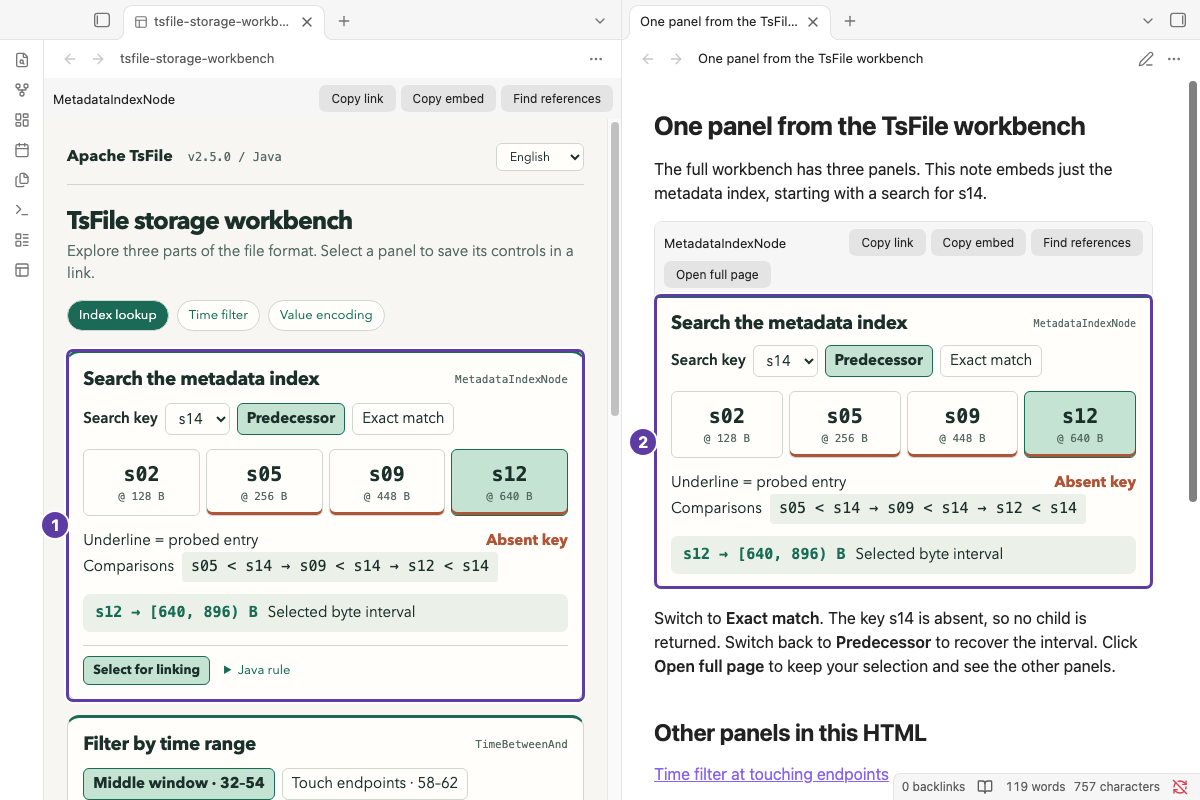 tsfile-storage-workb...
tsfile-storage-workbench
MetadataIndexNode
Copy link
Copy embed
Find references
Apache TsFile v2.5.0 / Java
English
TsFile storage workbench
Explore three parts of the file format. Select a panel to save its controls in a
link.
Index lookup
Time filter
Value encoding
Search the metadata index
MetadataIndexNode
Search key s14 Predecessor Exact match
s02
@ 128 B
s05
@ 256 B
s09
@ 448 B
s12
@ 640 B
1
Underline = probed entry
Absent key
Comparisons s05 < s14 → s09 < s14 → s12 < s14
s12 → [640, 896) B Selected byte interval
Select for linking
Java rule
Filter by time range
TimeBetweenAnd
Middle window · 32–54
Touch endpoints · 58–62
One panel from the TsFil...
One panel from the TsFile workbench
One panel from the TsFile workbench
The full workbench has three panels. This note embeds just the
metadata index, starting with a search for s14.
MetadataIndexNode
Copy link
Copy embed
Find references
Open full page
Search the metadata index
MetadataIndexNode
Search key s14 Predecessor Exact match
s02
@ 128 B
s05
@ 256 B
s09
@ 448 B
s12
@ 640 B
2
Underline = probed entry
Absent key
Comparisons s05 < s14 → s09 < s14 → s12 < s14
s12 → [640, 896) B Selected byte interval
Switch to Exact match. The key s14 is absent, so no child is
returned. Switch back to Predecessor to recover the interval. Click
Open full page to keep your selection and see the other panels.
Other panels in this HTML
Time filter at touching endpoints
0 backlinks
119 words
757 characters